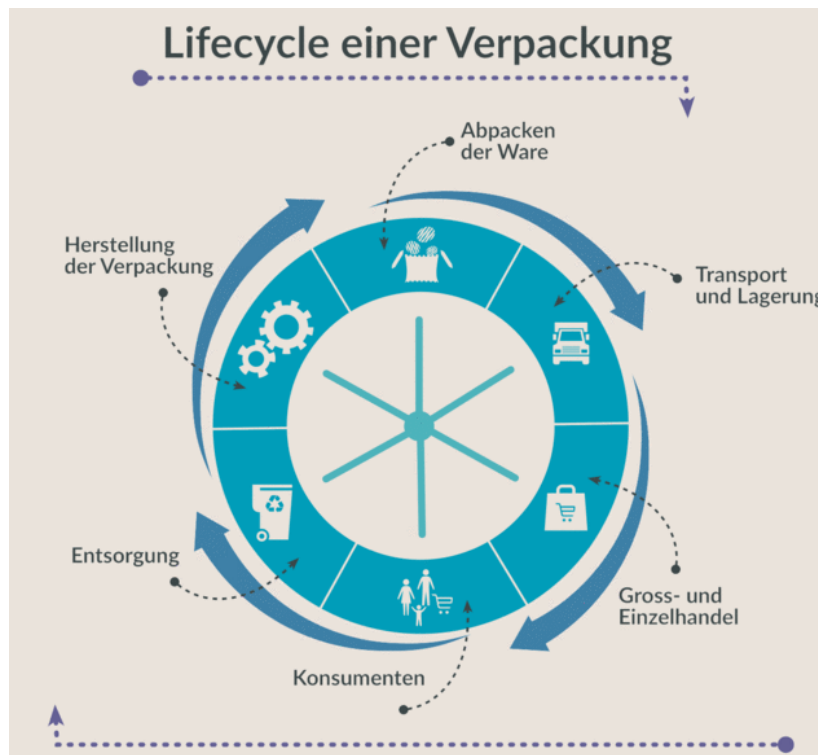 Lifecycle einer Verpackung
Abpacken
der Ware
Herstellung
der Verpackung
Transport
und Lagerung
Entsorgung
Gross- und
Einzelhandel
Konsumenten